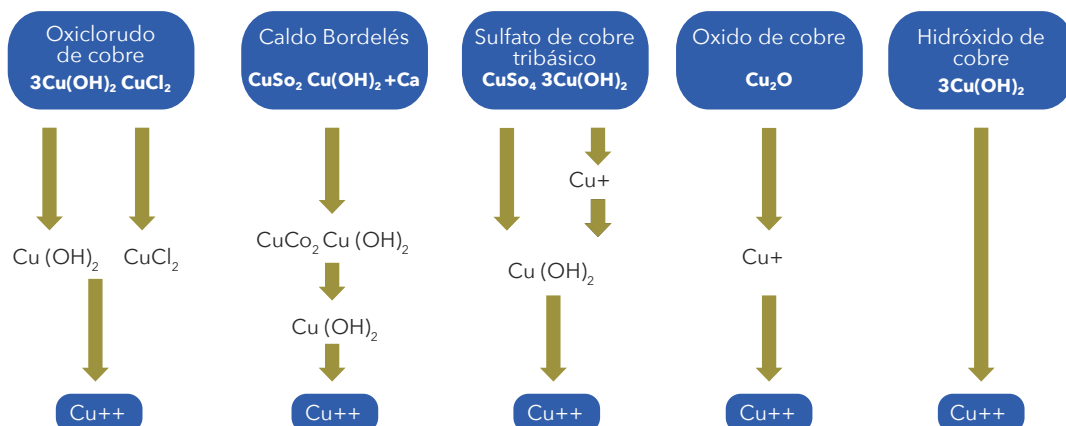 Oxiclorudo
de cobre
3Cu(OH)₂ CuCl₂
Cu (OH)₂
CuCl₂
Cu++
Caldo Bordelés
CuSo₂ Cu(OH)₂ +Ca
CuCo₂ Cu (OH)₂
Cu (OH)₂
Cu++
Sulfato de cobre
tribásico
CuSo₄ 3Cu(OH)₂
Cu+
Cu (OH)₂
Cu++
Oxido de cobre
Cu₂O
Cu+
Cu++
Hidróxido de
cobre
3Cu(OH)₂
Cu++